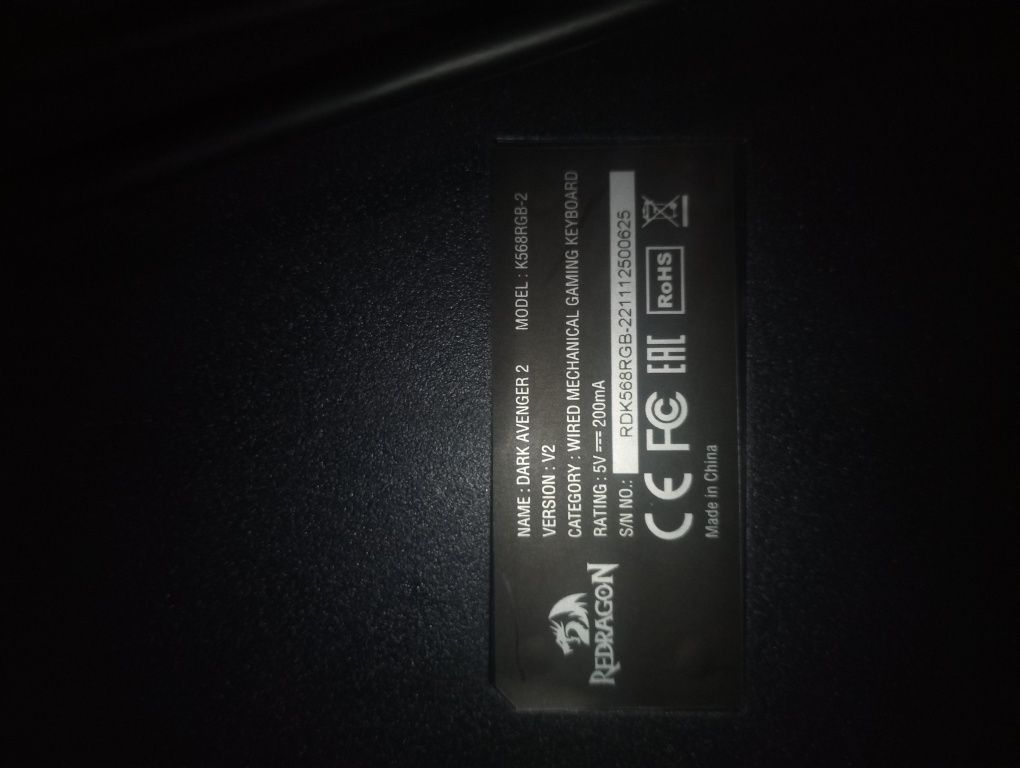 REDRAGON
NAME : DARK AVENGER 2 MODEL : K568RGB-2
VERSION : V2
CATEGORY : WIRED MECHANICAL GAMING KEYBOARD
RATING : 5V ⎓ 200mA
S/N NO.: RDK568RGB-221112500625
CE FC EAC RoHS
Made in China